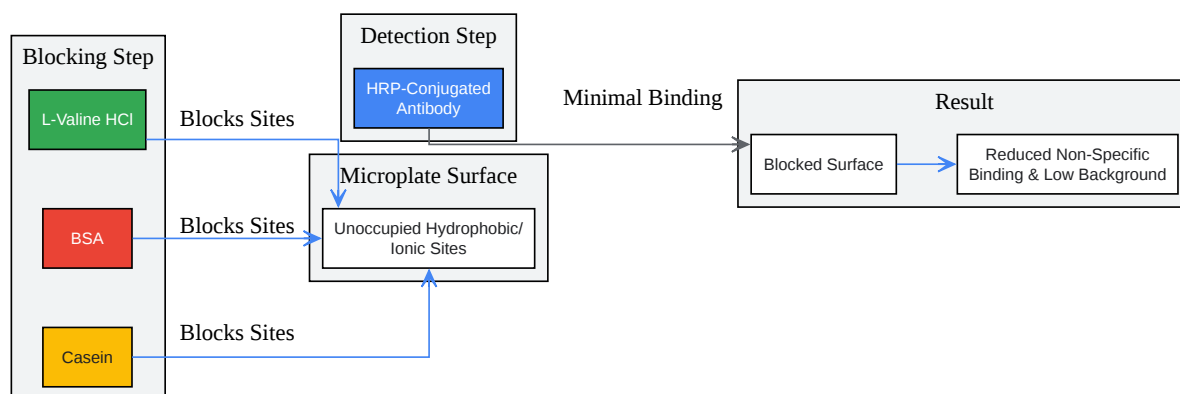 Blocking Step
L-Valine HCl
BSA
Casein
Blocks Sites
Blocks Sites
Blocks Sites
Detection Step
HRP-Conjugated
Antibody
Microplate Surface
Unoccupied Hydrophobic/
Ionic Sites
Minimal Binding
Result
Blocked Surface
Reduced Non-Specific
Binding & Low Background